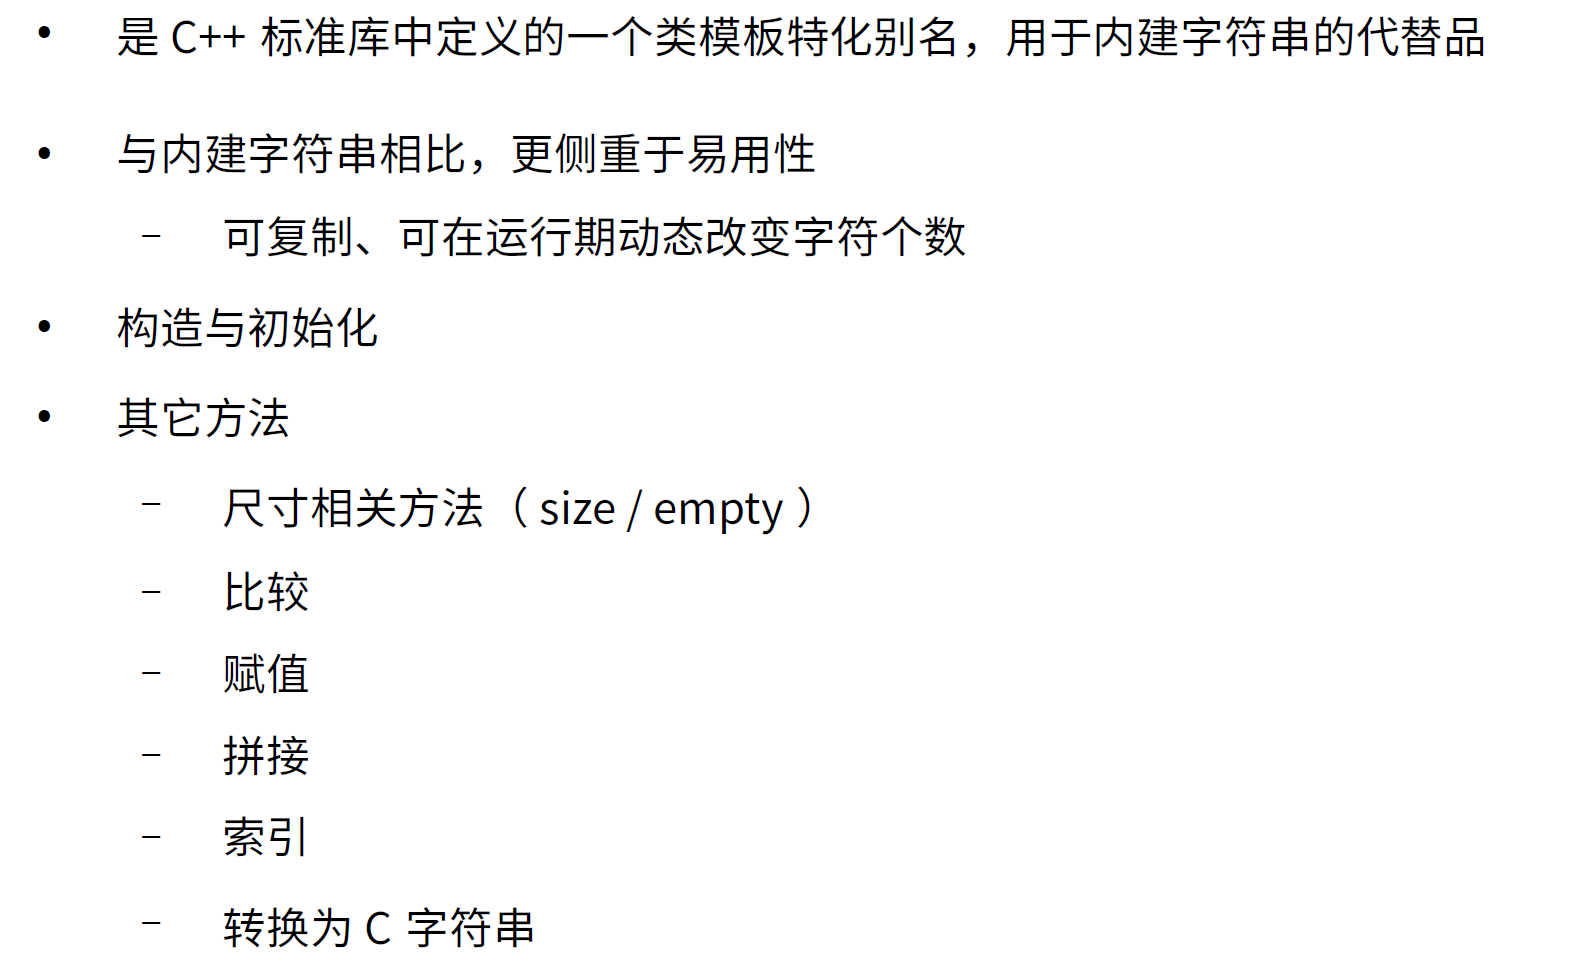 • 是 C++ 标准库中定义的一个类模板特化别名，用于内建字符串的代替品
• 与内建字符串相比，更侧重于易用性
– 可复制、可在运行期动态改变字符个数
• 构造与初始化
• 其它方法
– 尺寸相关方法（ size / empty ）
– 比较
– 赋值
– 拼接
– 索引
– 转换为 C 字符串